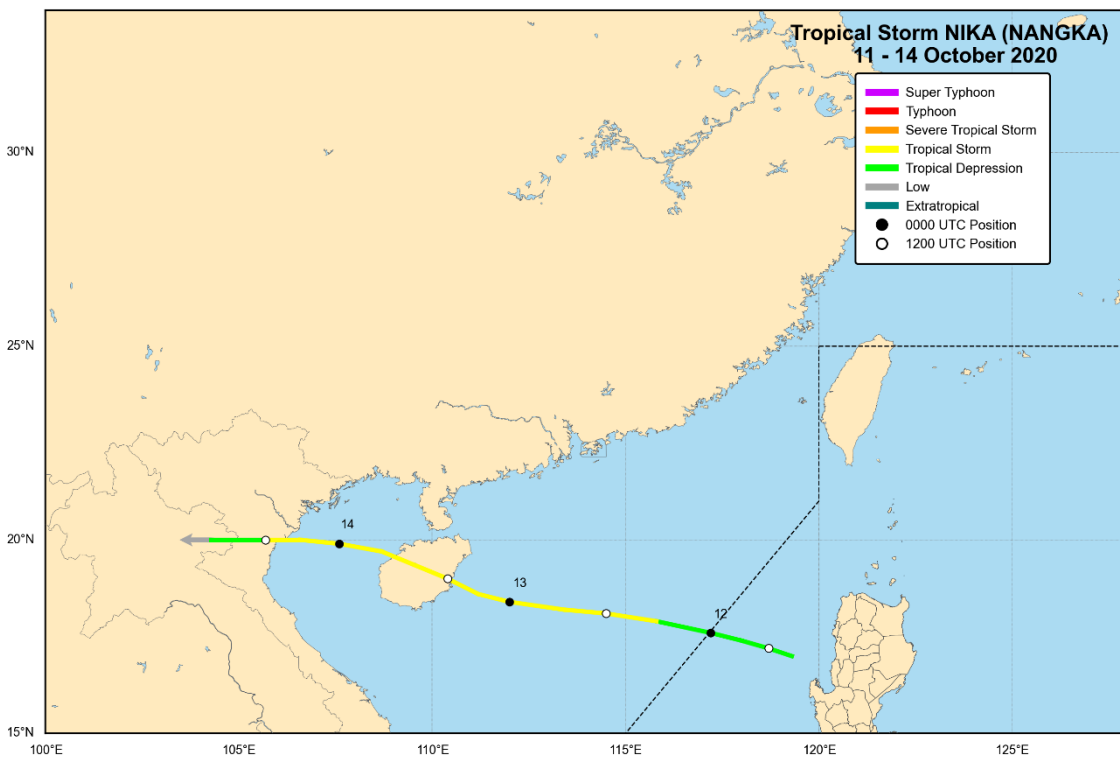 Tropical Storm NIKA (NANGKA)
11 - 14 October 2020
Super Typhoon
Typhoon
Severe Tropical Storm
Tropical Storm
Tropical Depression
Low
Extratropical
0000 UTC Position
1200 UTC Position
30°N
25°N
20°N
15°N
14
13
12
100°E
105°E
110°E
115°E
120°E
125°E